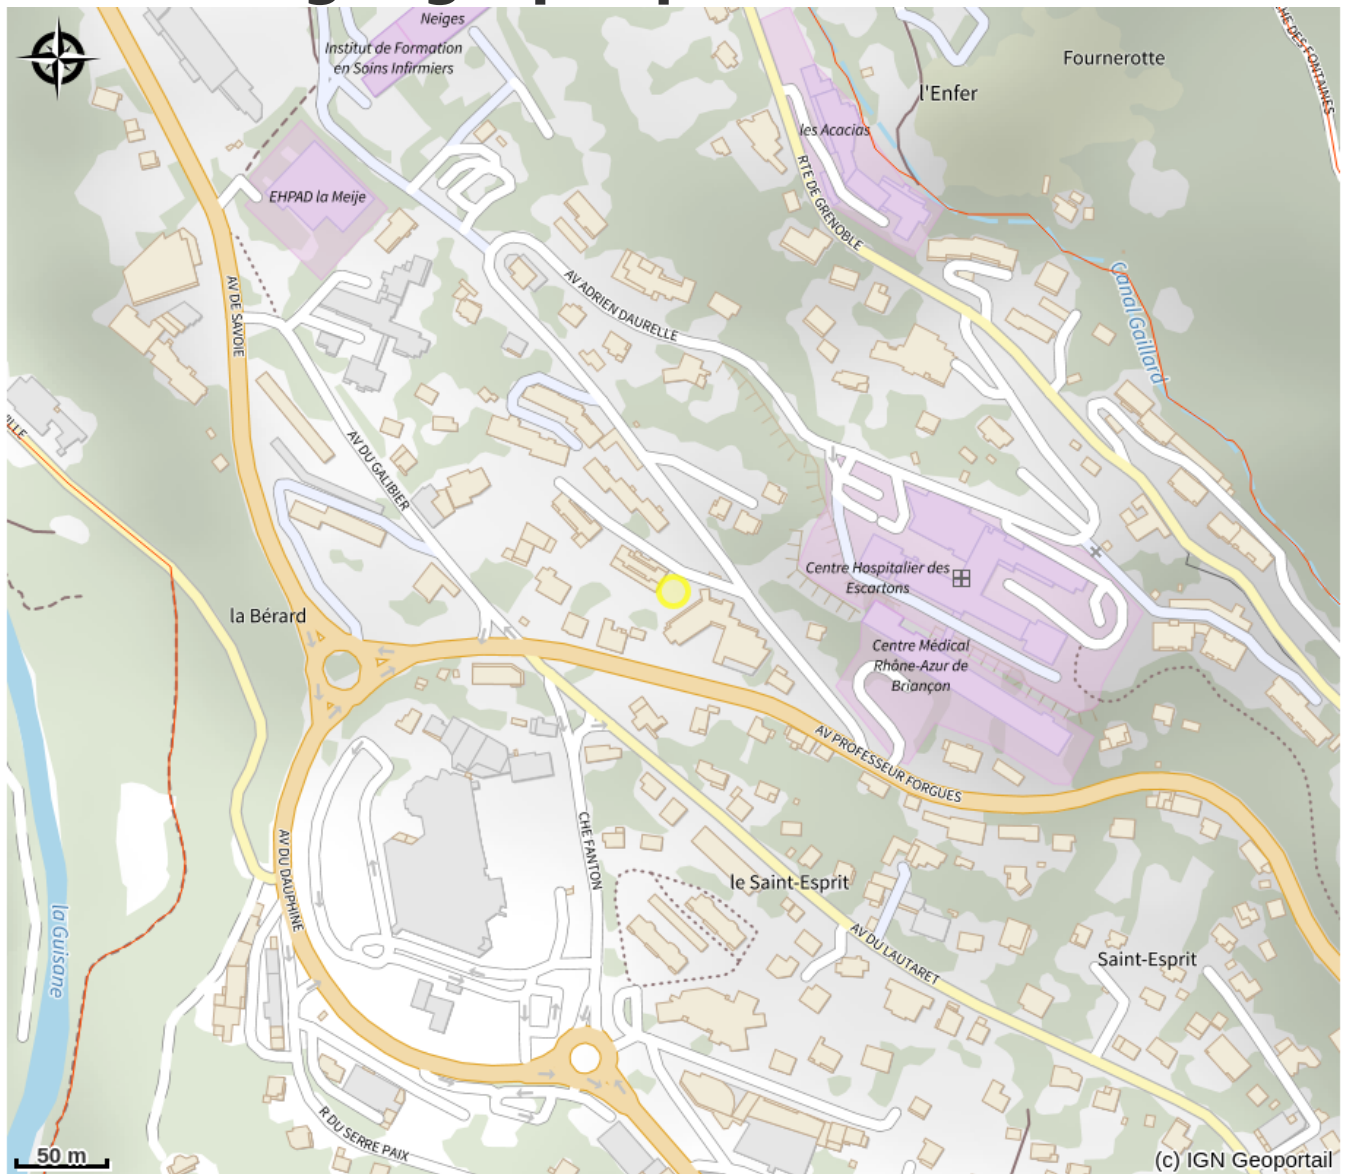 Neiges
Institut de Formation
en Soins Infirmiers
Fournerotte
l'Enfer
les Acacias
EHPAD la Meije
RTE DE GRENOBLE
AV ADRIEN DAURELLE
AV DE SAVOIE
Canal Gaillard
AV DU GALIBIER
Centre Hospitalier des
Escartons
la Bérard
Centre Médical
Rhône-Azur de
Briançon
AV PROFESSEUR FORGUES
AV DU DAUPHINE
CHE FANTON
le Saint-Esprit
AV DU LAUTARET
Saint-Esprit
la Guisane
R DU SERRE PAIX
50 m
(c) IGN Geoportail